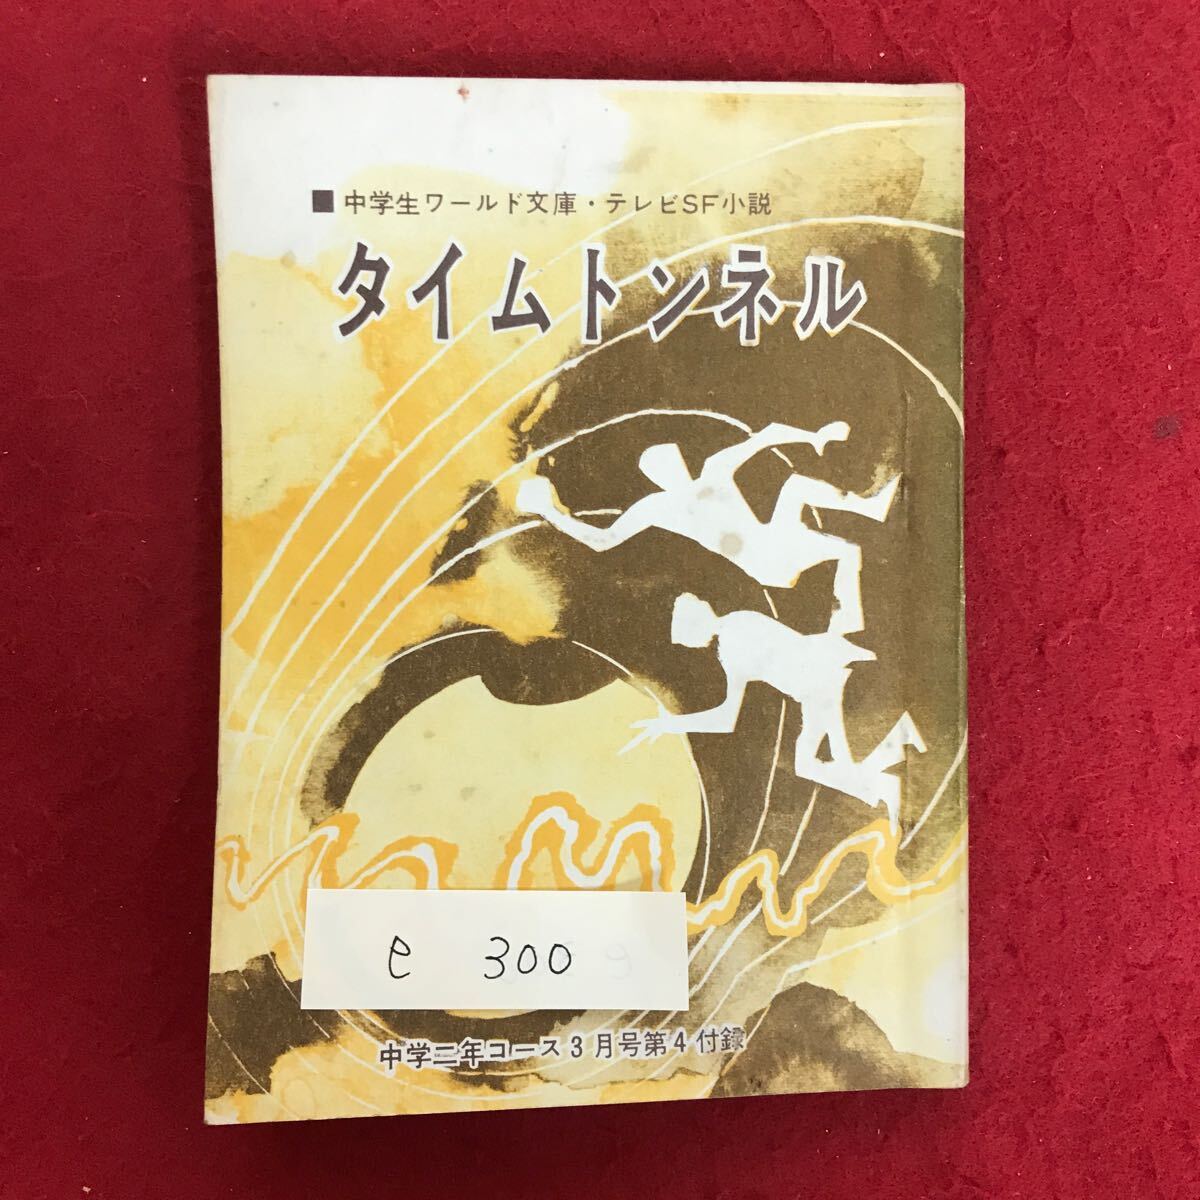 ■中学生ワールド文庫・テレビSF小説
タイムトンネル
e 300
中学二年コース3月号第4付録